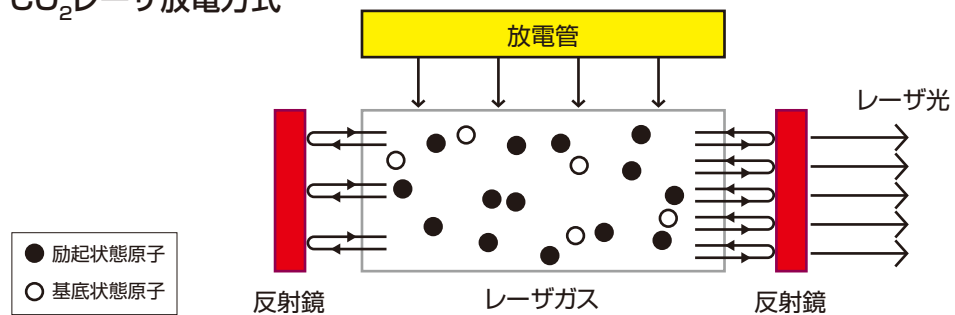 CO2レーザ放電方式
放電管
レーザ光
励起状態原子
基底状態原子
反射鏡
レーザガス
反射鏡